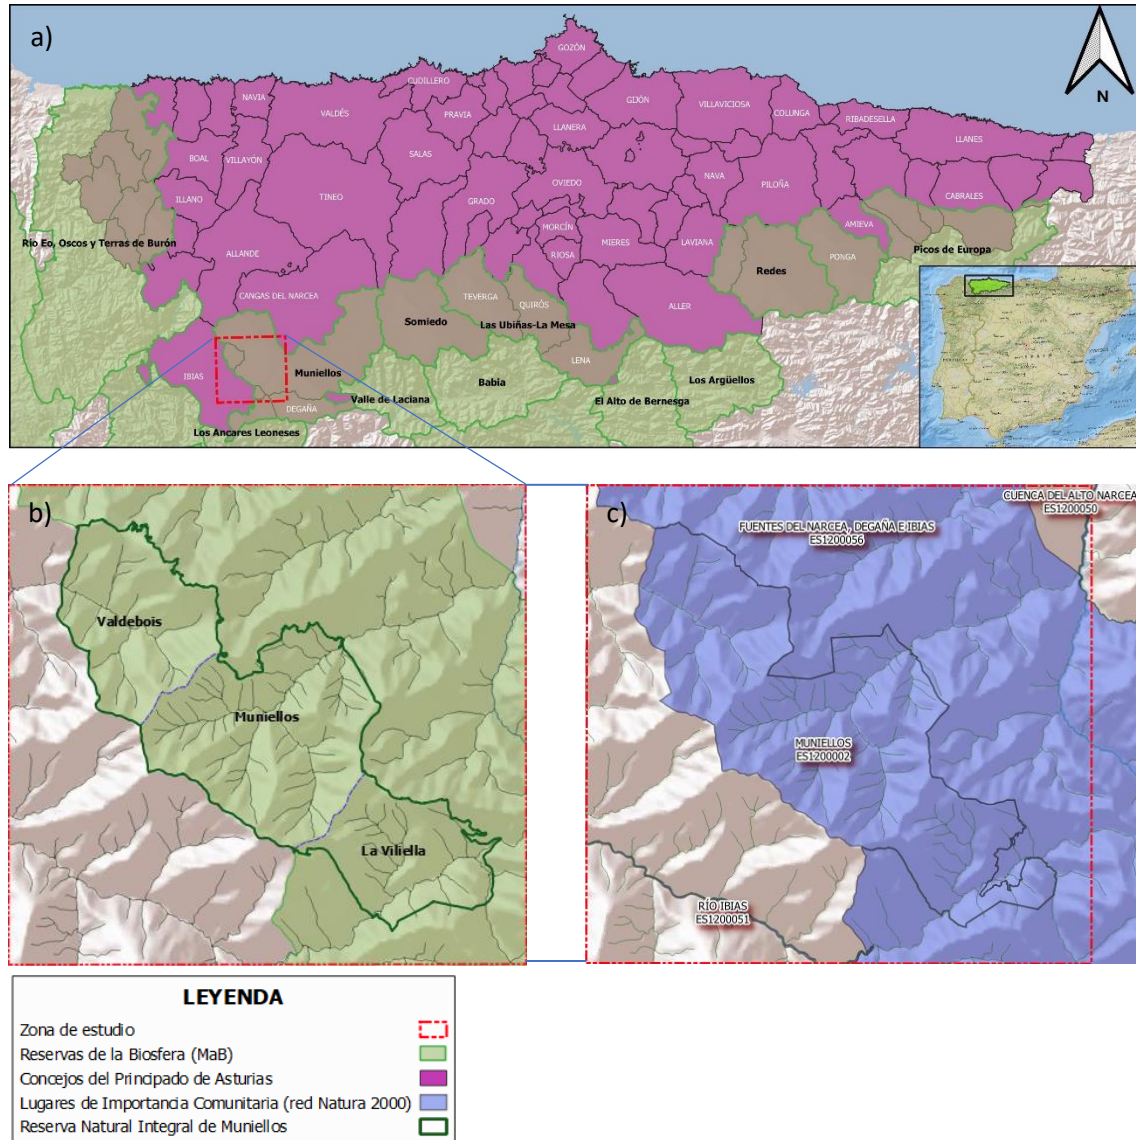 a)
N
GOZÓN
CUDILLERO
NAVIA
VALDÉS
PRAVIA
GIJÓN
VILLAVICIOSA
COLUNGA
RIBADESELLA
LLANERA
LLANES
BOAL
VILLAYÓN
SALAS
OVIEDO
NAVA
PILOÑA
CABRALES
ILLANO
TINEO
GRADO
MORCÍN
MIERES
LAVIANA
AMIEVA
Rio Eo, Oscos y Terras de Burón
ALLANDE
RIOSA
PONGA
Picos de Europa
Redes
CANGAS DEL NARCEA
TEVERGA
QUIRÓS
ALLER
Somiedo
Las Ubiñas-La Mesa
LENA
IBIAS
Muniellos
Babia
Los Argüellos
DEGAÑA
Valle de Laciana
El Alto de Bernesga
Los Ancares Leoneses
b)
Valdebois
Muniellos
La Viliella
c)
CUENCA DEL ALTO NARCEA
ES1200050
FUENTES DEL NARCEA, DEGAÑA E IBIAS
ES1200056
MUNIELLOS
ES1200002
RÍO IBIAS
ES1200051
LEYENDA
Zona de estudio
Reservas de la Biosfera (MaB)
Concejos del Principado de Asturias
Lugares de Importancia Comunitaria (red Natura 2000)
Reserva Natural Integral de Muniellos